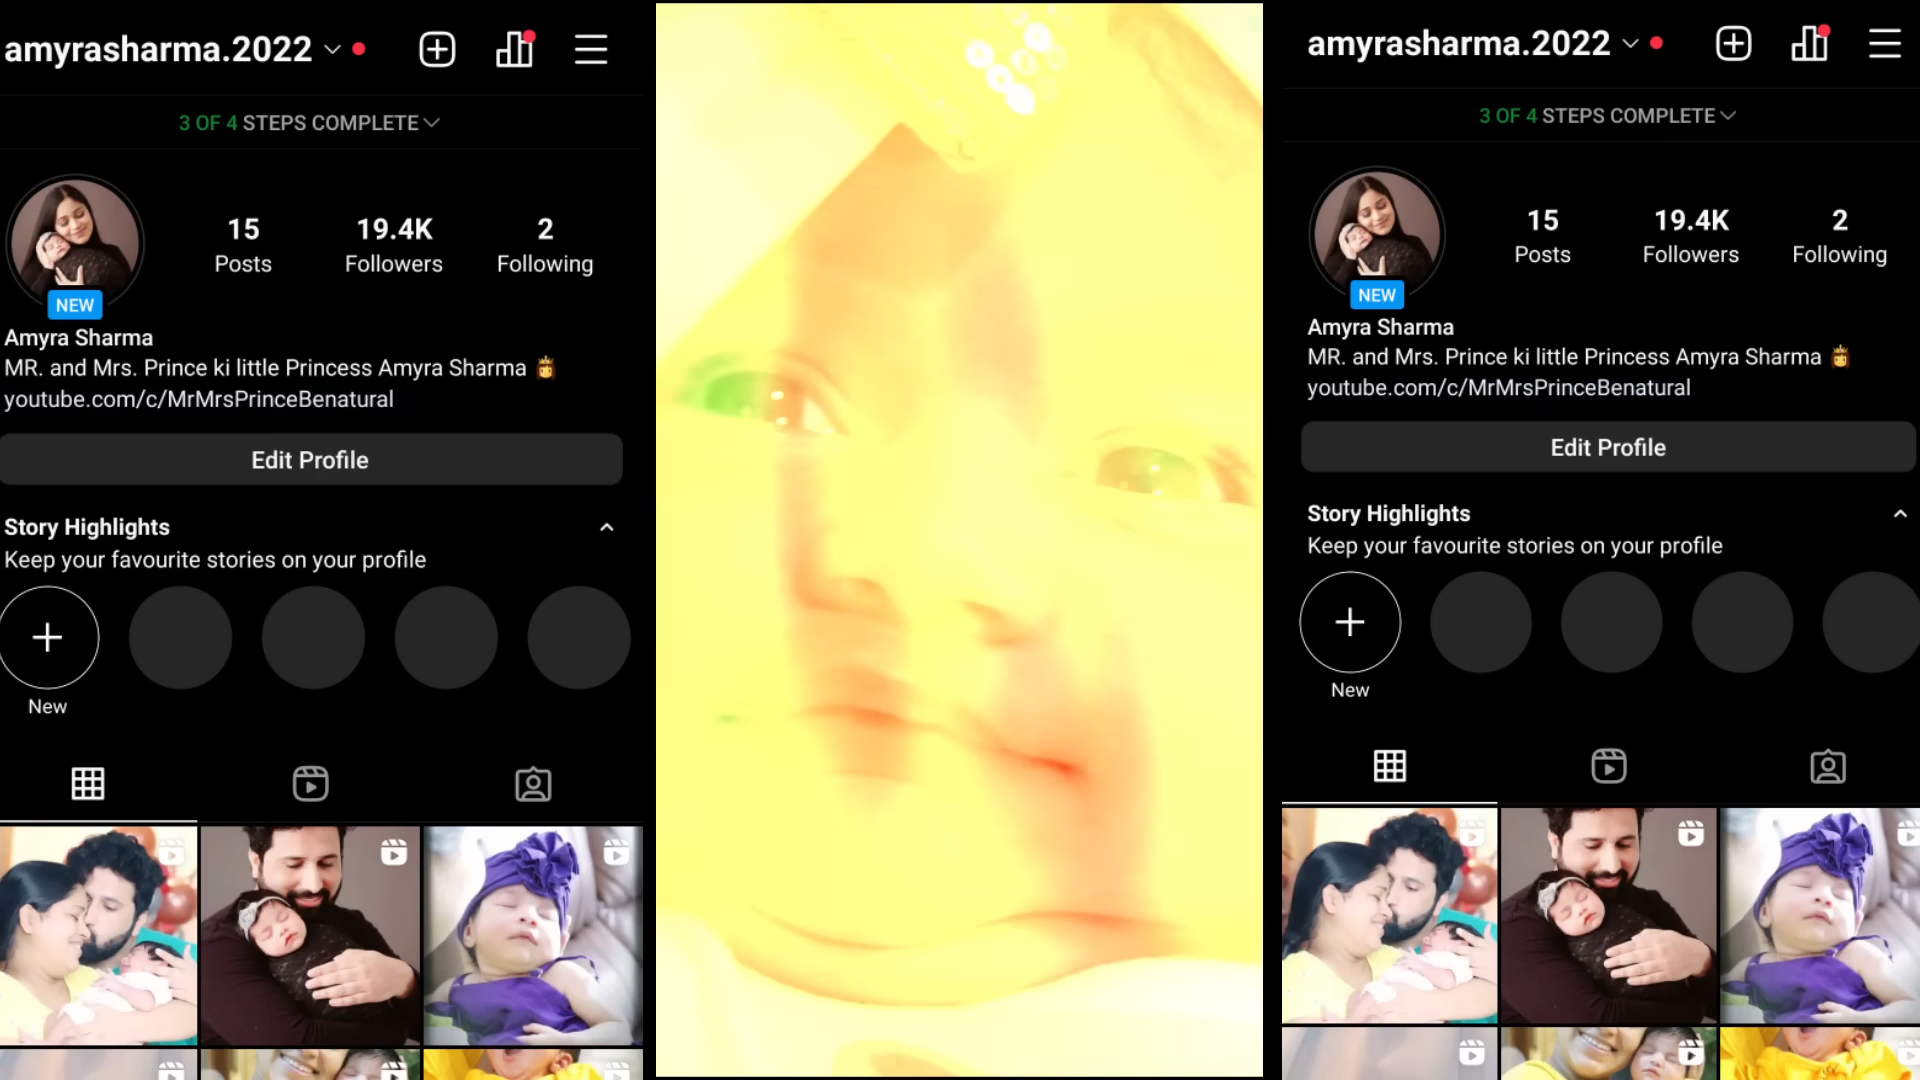 amyrasharma.2022
3 OF 4 STEPS COMPLETE
15 19.4K 2
Posts Followers Following
NEW
Amyra Sharma
MR. and Mrs. Prince ki little Princess Amyra Sharma 👸
youtube.com/c/MrMrsPrinceBenatural
Edit Profile
Story Highlights
Keep your favourite stories on your profile
New
amyrasharma.2022
3 OF 4 STEPS COMPLETE
15 19.4K 2
Posts Followers Following
NEW
Amyra Sharma
MR. and Mrs. Prince ki little Princess Amyra Sharma 👸
youtube.com/c/MrMrsPrinceBenatural
Edit Profile
Story Highlights
Keep your favourite stories on your profile
New